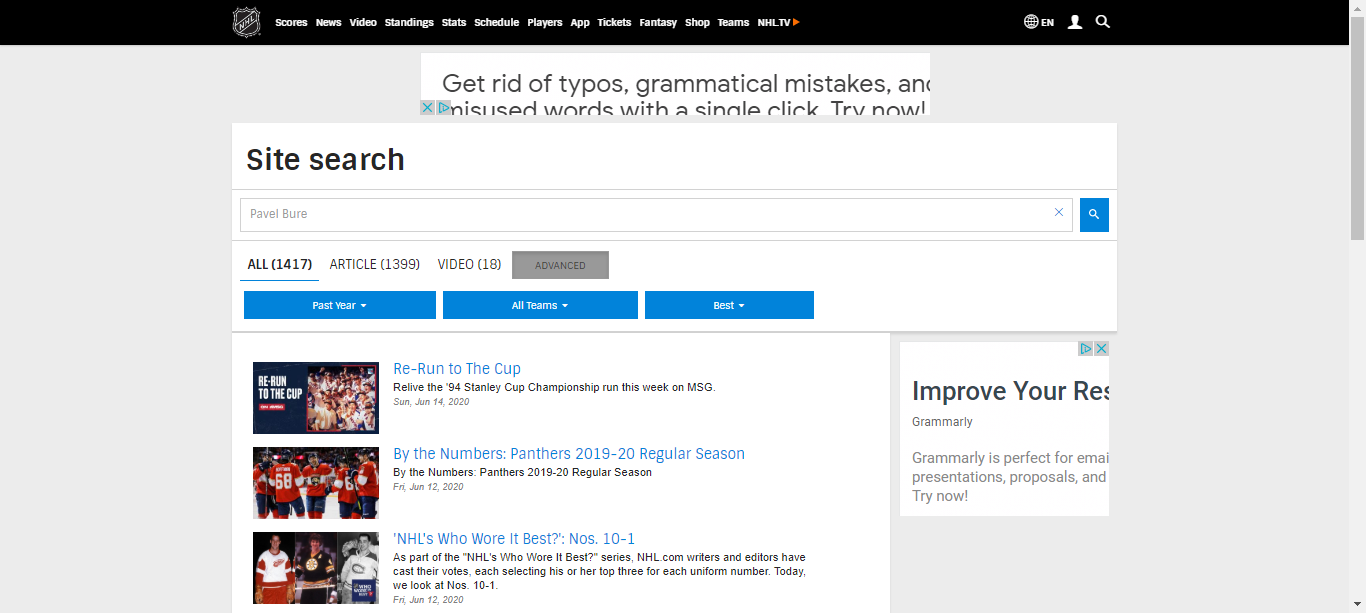 NHL
Scores News Video Standings Stats Schedule Players App Tickets Fantasy Shop Teams NHL.TV
EN
Get rid of typos, grammatical mistakes, and
misused words with a single click. Try now!
Site search
Pavel Bure
ALL (1417) ARTICLE (1399) VIDEO (18) ADVANCED
Past Year All Teams Best
RE-RUN
TO THE CUP
Re-Run to The Cup
Relive the '94 Stanley Cup Championship run this week on MSG.
Sun, Jun 14, 2020
68
By the Numbers: Panthers 2019-20 Regular Season
By the Numbers: Panthers 2019-20 Regular Season
Fri, Jun 12, 2020
WHO
WORE IT
BEST
'NHL's Who Wore It Best?': Nos. 10-1
As part of the "NHL's Who Wore It Best?" series, NHL.com writers and editors have
cast their votes, each selecting his or her top three for each uniform number. Today,
we look at Nos. 10-1.
Fri, Jun 12, 2020
Improve Your Res
Grammarly
Grammarly is perfect for emai
presentations, proposals, and
Try now!